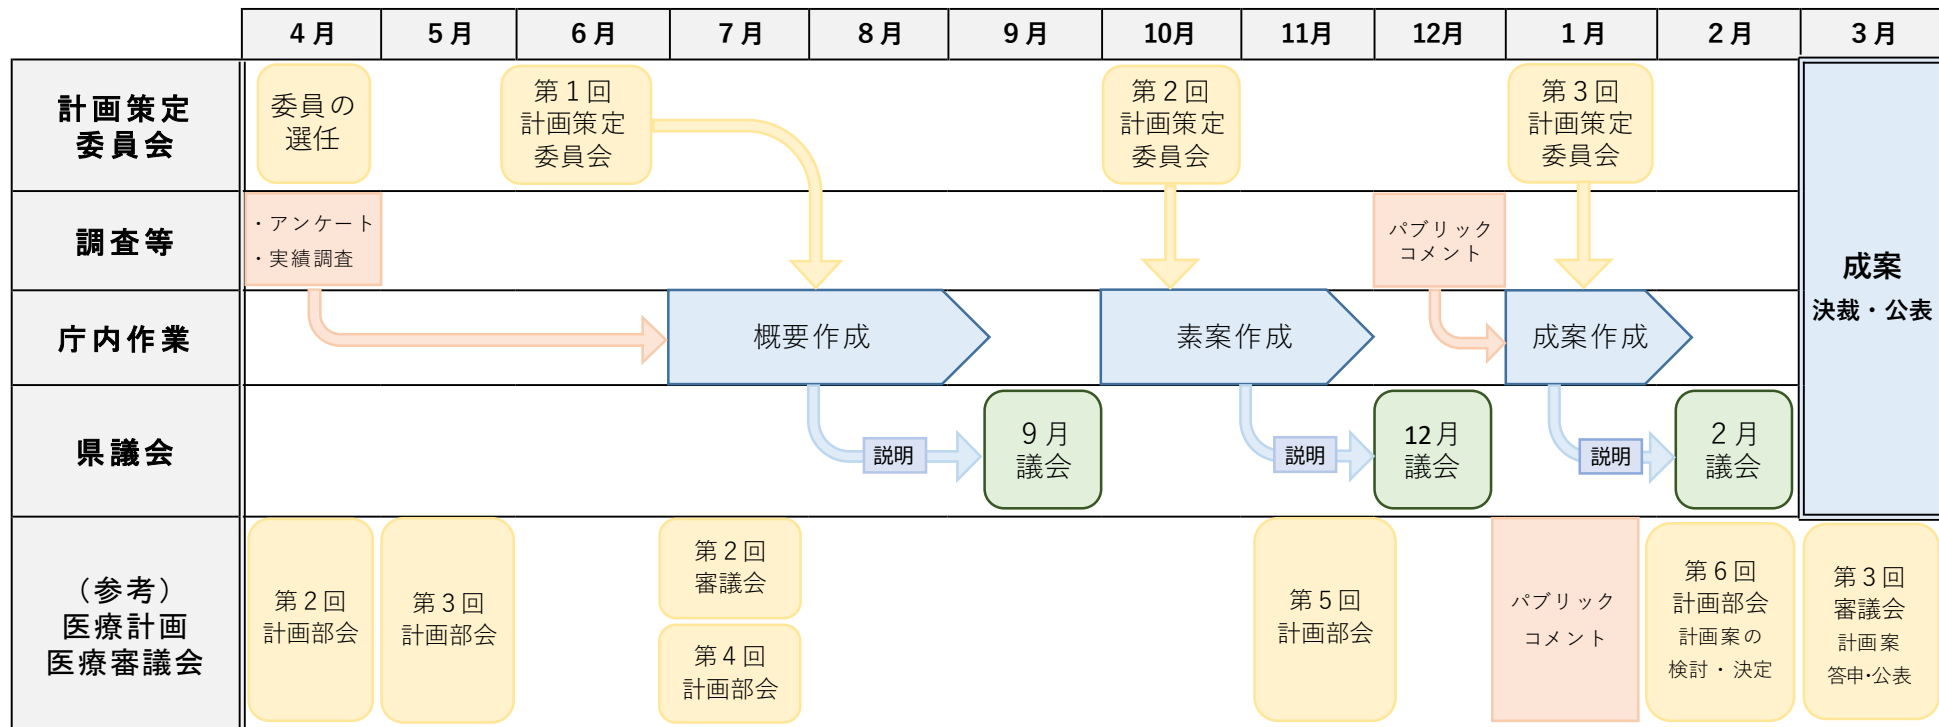 4月 5月 6月 7月 8月 9月 10月 11月 12月 1月 2月 3月
計画策定
委員会
委員の
選任
第1回
計画策定
委員会
第2回
計画策定
委員会
第3回
計画策定
委員会
調査等
・アンケート
・実績調査
パブリック
コメント
成案
決裁・公表
庁内作業
概要作成
素案作成
成案作成
県議会
説明
9月
議会
説明
12月
議会
説明
2月
議会
（参考）
医療計画
医療審議会
第2回
計画部会
第3回
計画部会
第2回
審議会
第4回
計画部会
第5回
計画部会
パブリック
コメント
第6回
計画部会
計画案の
検討・決定
第3回
審議会
計画案
答申・公表